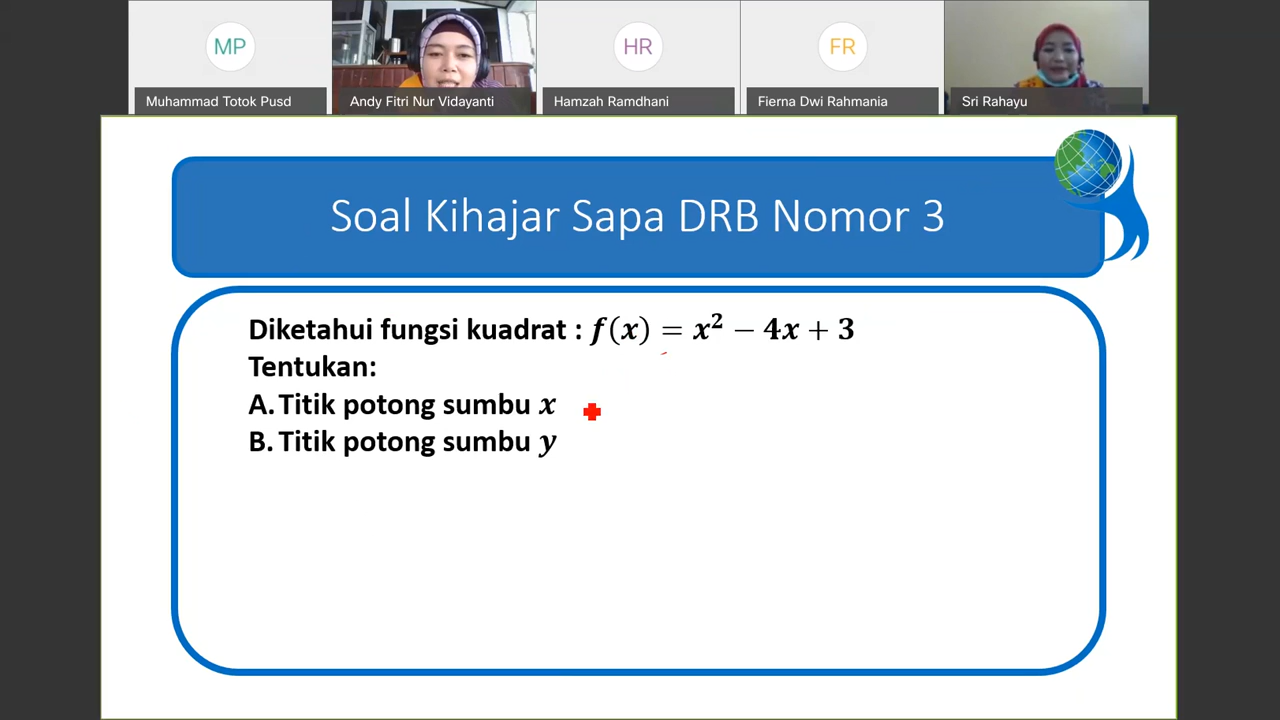 MP
HR
FR
Muhammad Totok Pusd
Andy Fitri Nur Vidayanti
Hamzah Ramdhani
Fierna Dwi Rahmania
Sri Rahayu
Soal Kihajar Sapa DRB Nomor 3
Diketahui fungsi kuadrat : f(x) = x² − 4x + 3
Tentukan:
A. Titik potong sumbu x
B. Titik potong sumbu y